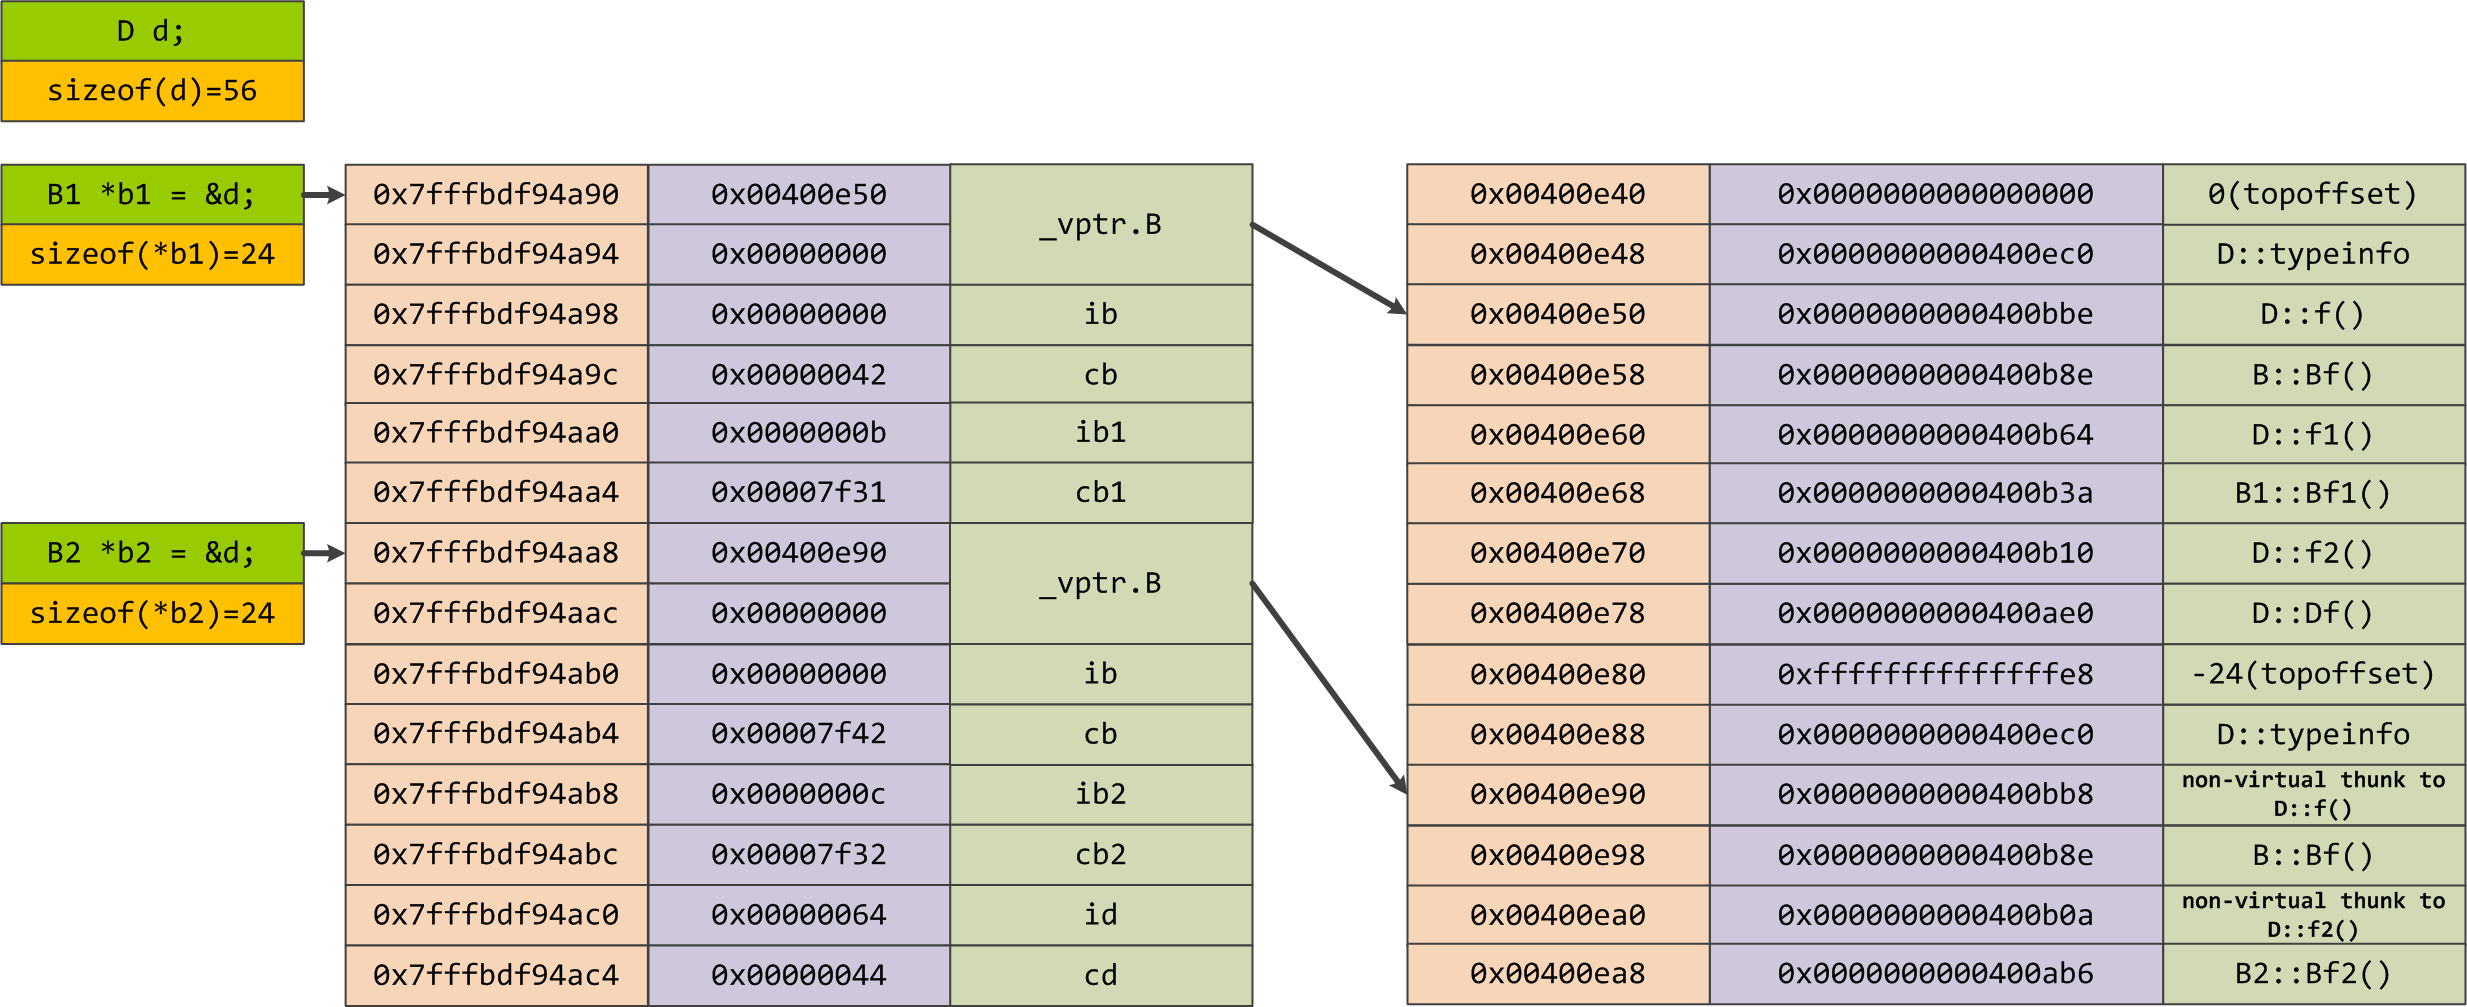 D d;
sizeof(d)=56
B1 *b1 = &d;
sizeof(*b1)=24
B2 *b2 = &d;
sizeof(*b2)=24
0x7fffbdf94a90 0x00400e50 _vptr.B
0x7fffbdf94a94 0x00000000
0x7fffbdf94a98 0x00000000 ib
0x7fffbdf94a9c 0x00000042 cb
0x7fffbdf94aa0 0x0000000b ib1
0x7fffbdf94aa4 0x00007f31 cb1
0x7fffbdf94aa8 0x00400e90 _vptr.B
0x7fffbdf94aac 0x00000000
0x7fffbdf94ab0 0x00000000 ib
0x7fffbdf94ab4 0x00007f42 cb
0x7fffbdf94ab8 0x0000000c ib2
0x7fffbdf94abc 0x00007f32 cb2
0x7fffbdf94ac0 0x00000064 id
0x7fffbdf94ac4 0x00000044 cd
0x00400e40 0x0000000000000000 0(topoffset)
0x00400e48 0x0000000000400ec0 D::typeinfo
0x00400e50 0x0000000000400bbe D::f()
0x00400e58 0x0000000000400b8e B::Bf()
0x00400e60 0x0000000000400b64 D::f1()
0x00400e68 0x0000000000400b3a B1::Bf1()
0x00400e70 0x0000000000400b10 D::f2()
0x00400e78 0x0000000000400ae0 D::Df()
0x00400e80 0xffffffffffffffe8 -24(topoffset)
0x00400e88 0x0000000000400ec0 D::typeinfo
0x00400e90 0x0000000000400bb8 non-virtual thunk to
D::f()
0x00400e98 0x0000000000400b8e B::Bf()
0x00400ea0 0x0000000000400b0a non-virtual thunk to
D::f2()
0x00400ea8 0x0000000000400ab6 B2::Bf2()